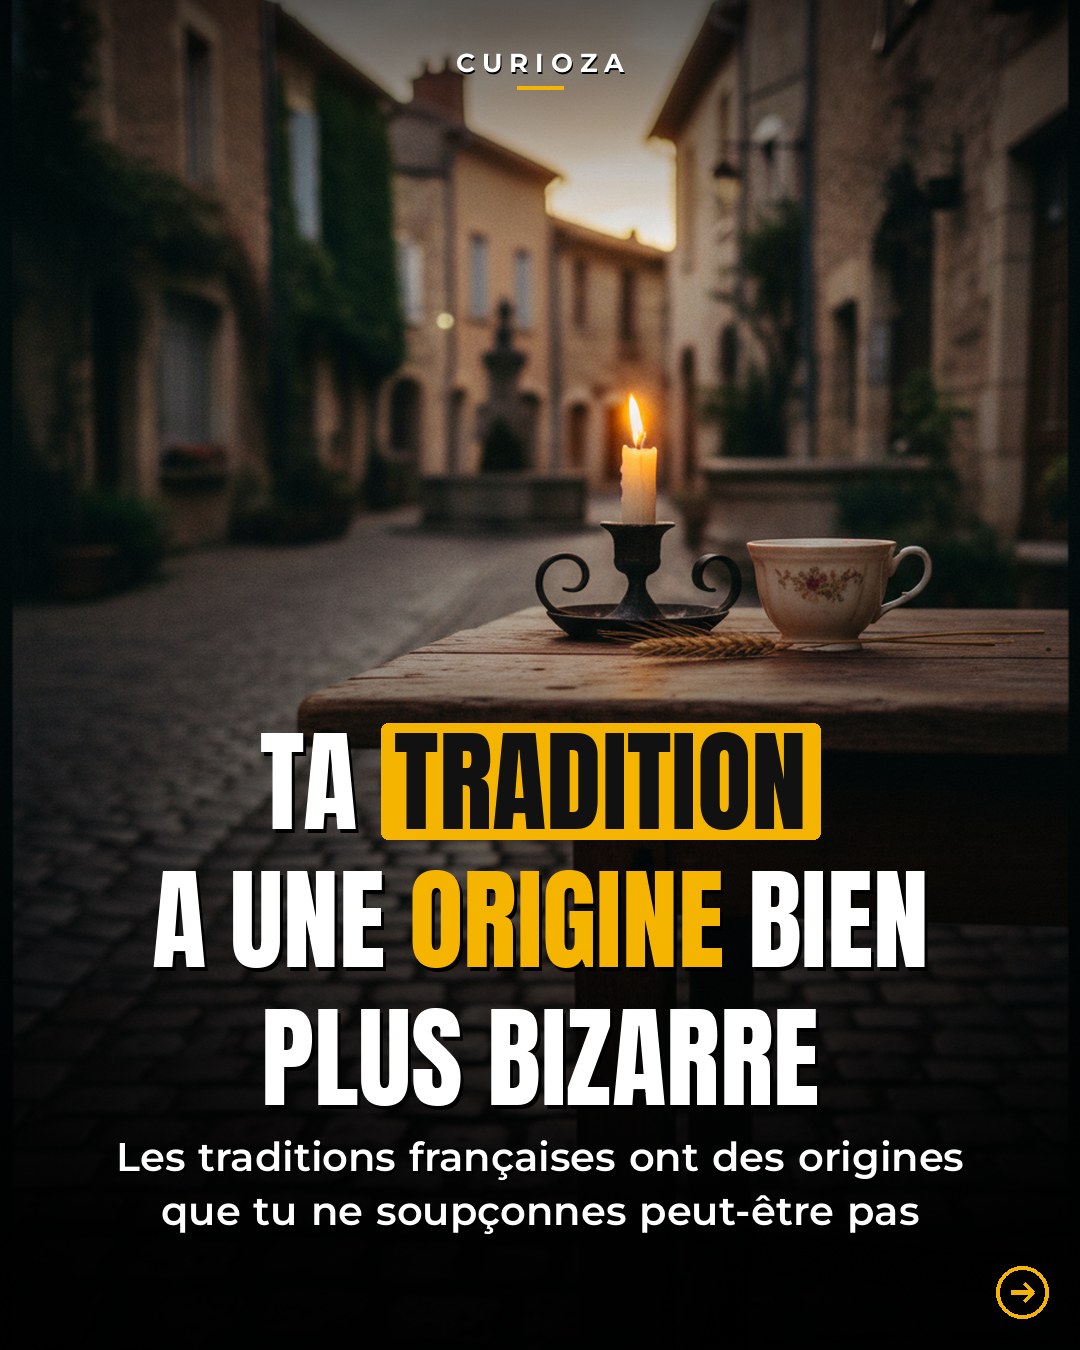 CURIOZA
TA TRADITION
A UNE ORIGINE BIEN
PLUS BIZARRE
Les traditions françaises ont des origines
que tu ne soupçonnes peut-être pas